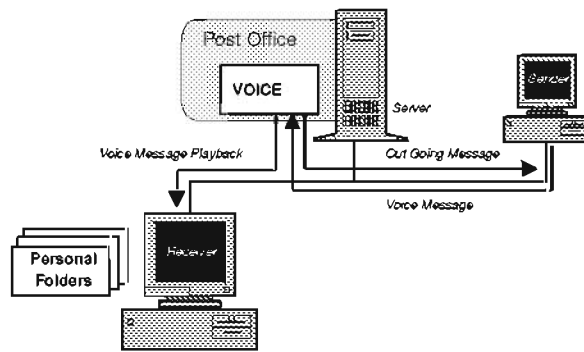 Post Office
VOICE
Sender
Server
Voice Message Playback
Out Going Message
Voice Message
Receiver
Personal
Folders